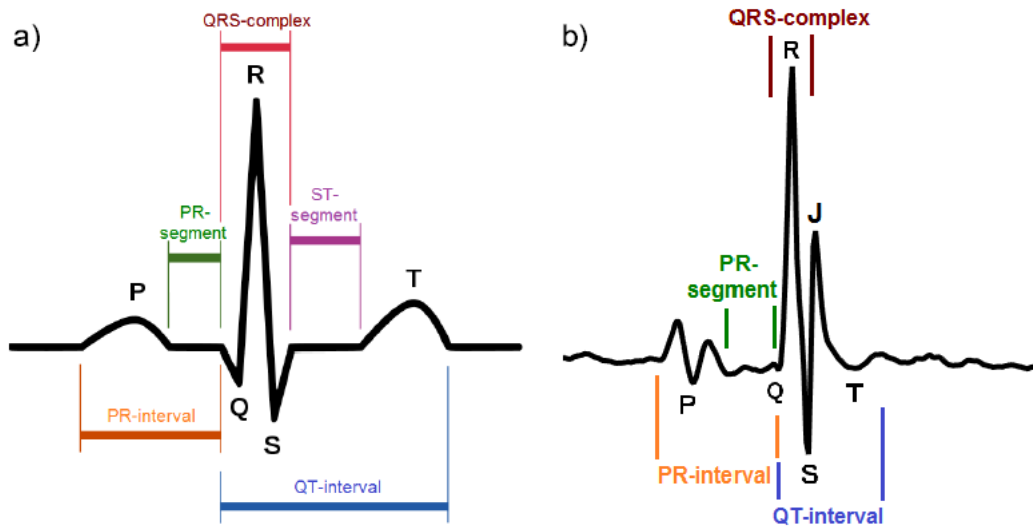 a)
QRS-complex
R
PR-
segment
ST-
segment
P
T
Q
S
PR-interval
QT-interval
b)
QRS-complex
R
J
PR-
segment
P
Q
T
S
PR-interval
QT-interval